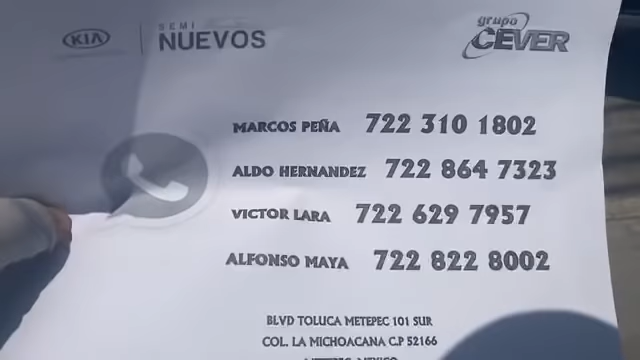 KIA SEMI NUEVOS grupo CEVER
MARCOS PEÑA 722 310 1802
ALDO HERNANDEZ 722 864 7323
VICTOR LARA 722 629 7957
ALFONSO MAYA 722 822 8002
BLVD TOLUCA METEPEC 101 SUR
COL. LA MICHOACANA C.P 52166